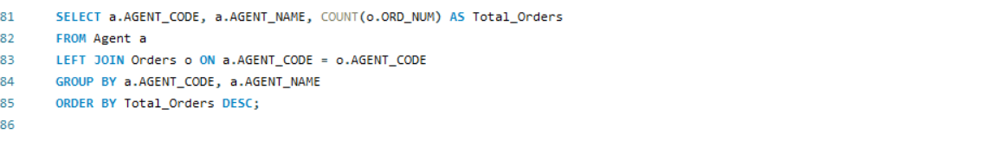 81 SELECT a.AGENT_CODE, a.AGENT_NAME, COUNT(o.ORD_NUM) AS Total_Orders
82 FROM Agent a
83 LEFT JOIN Orders o ON a.AGENT_CODE = o.AGENT_CODE
84 GROUP BY a.AGENT_CODE, a.AGENT_NAME
85 ORDER BY Total_Orders DESC;
86